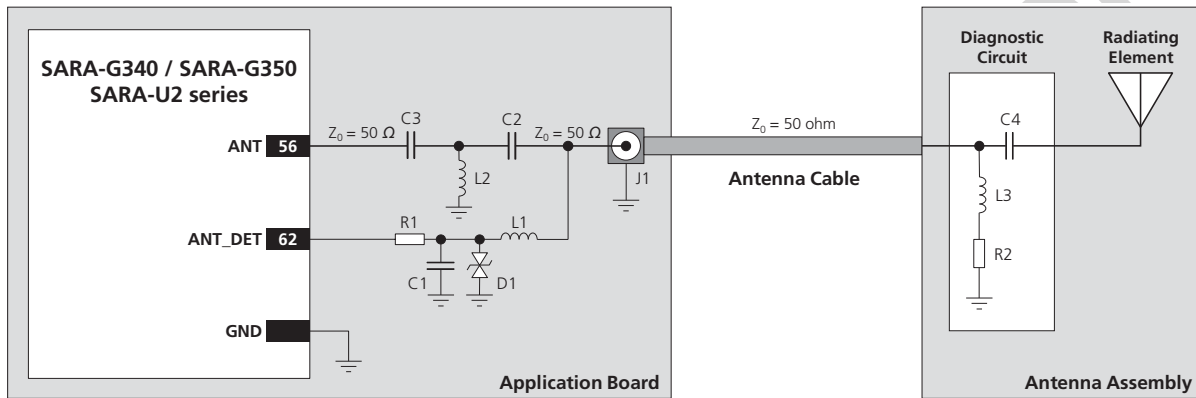 SARA-G340 / SARA-G350
SARA-U2 series
ANT
56
Z0 = 50 Ω
C3
C2
Z0 = 50 Ω
L2
J1
ANT_DET
62
R1
L1
C1
D1
GND
Application Board
Z0 = 50 ohm
Antenna Cable
Diagnostic
Circuit
Radiating
Element
C4
L3
R2
Antenna Assembly